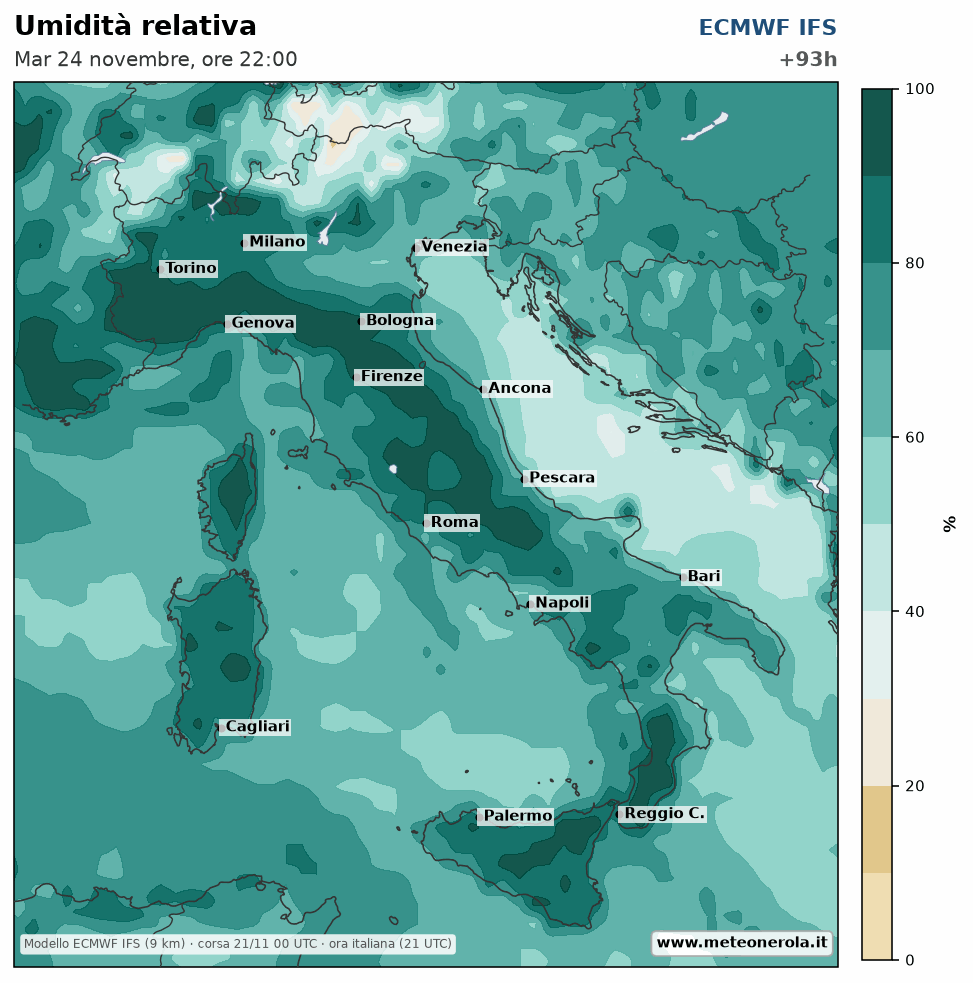 Umidità relativa
ECMWF IFS
Mar 24 novembre, ore 22:00
+93h
100
80
60
40
20
0
%
Milano
Venezia
Torino
Genova
Bologna
Firenze
Ancona
Pescara
Roma
Bari
Napoli
Cagliari
Palermo
Reggio C.
Modello ECMWF IFS (9 km) · corsa 21/11 00 UTC · ora italiana (21 UTC)
www.meteonerola.it